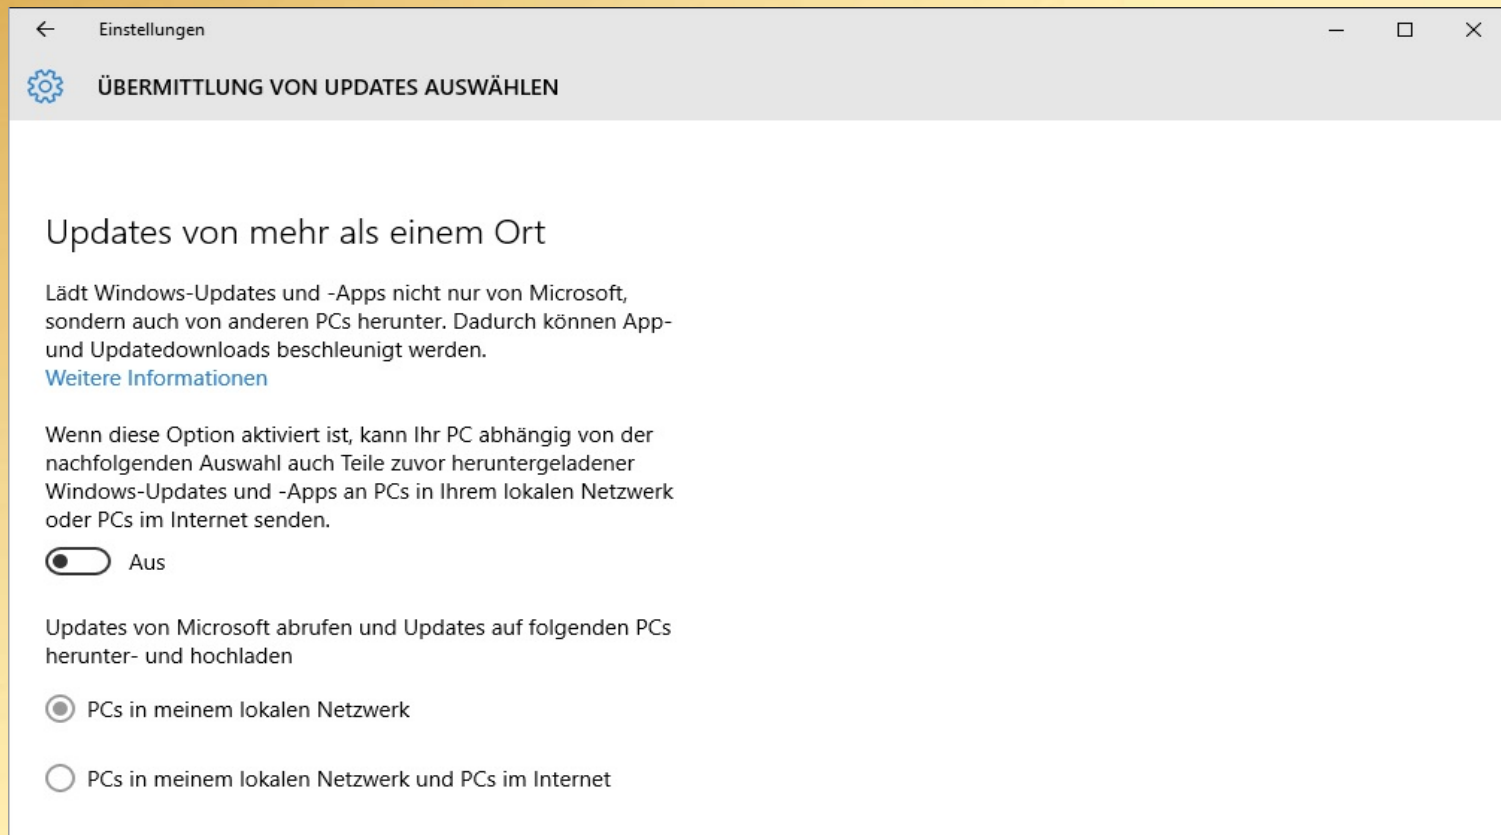 Einstellungen
ÜBERMITTLUNG VON UPDATES AUSWÄHLEN
Updates von mehr als einem Ort
Lädt Windows-Updates und -Apps nicht nur von Microsoft,
sondern auch von anderen PCs herunter. Dadurch können App-
und Updatedownloads beschleunigt werden.
Weitere Informationen
Wenn diese Option aktiviert ist, kann Ihr PC abhängig von der
nachfolgenden Auswahl auch Teile zuvor heruntergeladener
Windows-Updates und -Apps an PCs in Ihrem lokalen Netzwerk
oder PCs im Internet senden.
Aus
Updates von Microsoft abrufen und Updates auf folgenden PCs
herunter- und hochladen
PCs in meinem lokalen Netzwerk
PCs in meinem lokalen Netzwerk und PCs im Internet